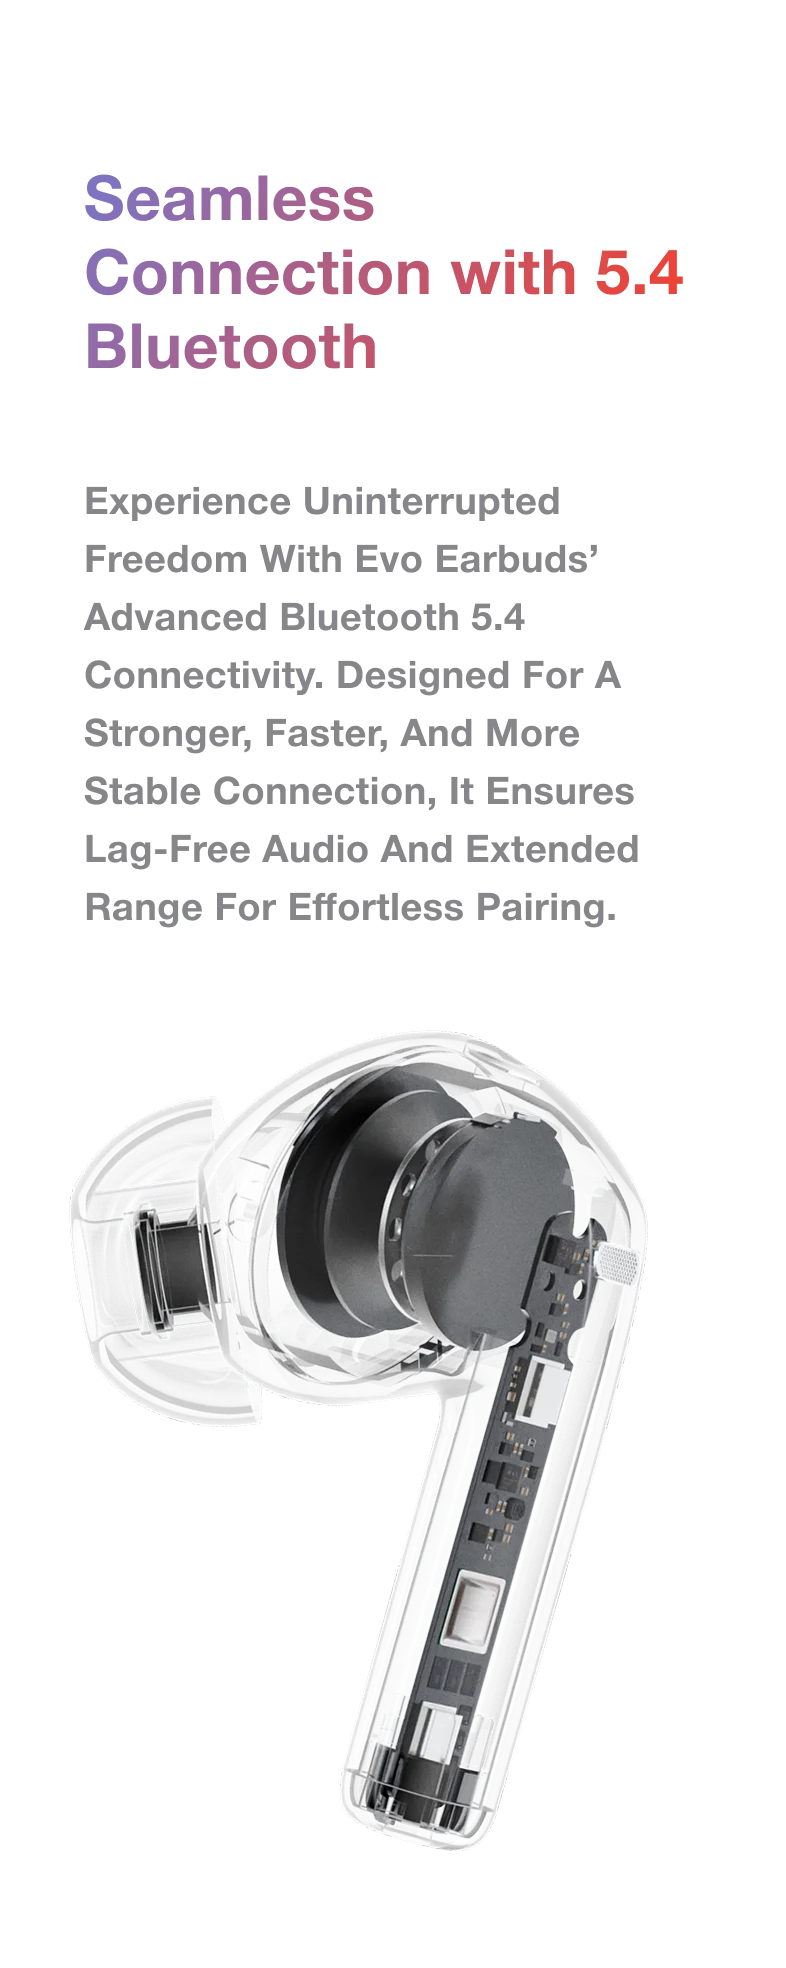 Seamless
Connection with 5.4
Bluetooth
Experience Uninterrupted
Freedom With Evo Earbuds’
Advanced Bluetooth 5.4
Connectivity. Designed For A
Stronger, Faster, And More
Stable Connection, It Ensures
Lag-Free Audio And Extended
Range For Effortless Pairing.